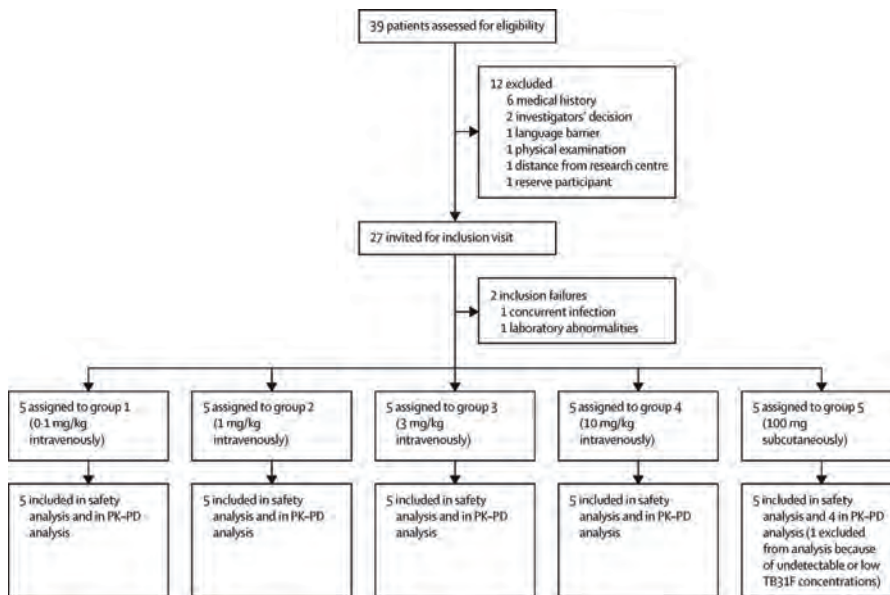 39 patients assessed for eligibility
12 excluded
6 medical history
2 investigators' decision
1 language barrier
1 physical examination
1 distance from research centre
1 reserve participant
27 invited for inclusion visit
2 inclusion failures
1 concurrent infection
1 laboratory abnormalities
5 assigned to group 1
(0·1 mg/kg
intravenously)
5 assigned to group 2
(1 mg/kg
intravenously)
5 assigned to group 3
(3 mg/kg
intravenously)
5 assigned to group 4
(10 mg/kg
intravenously)
5 assigned to group 5
(100 mg
subcutaneously)
5 included in safety
analysis and in PK–PD
analysis
5 included in safety
analysis and in PK–PD
analysis
5 included in safety
analysis and in PK–PD
analysis
5 included in safety
analysis and in PK–PD
analysis
5 included in safety
analysis and 4 in PK–PD
analysis (1 excluded
from analysis because
of undetectable or low
TB31F concentrations)